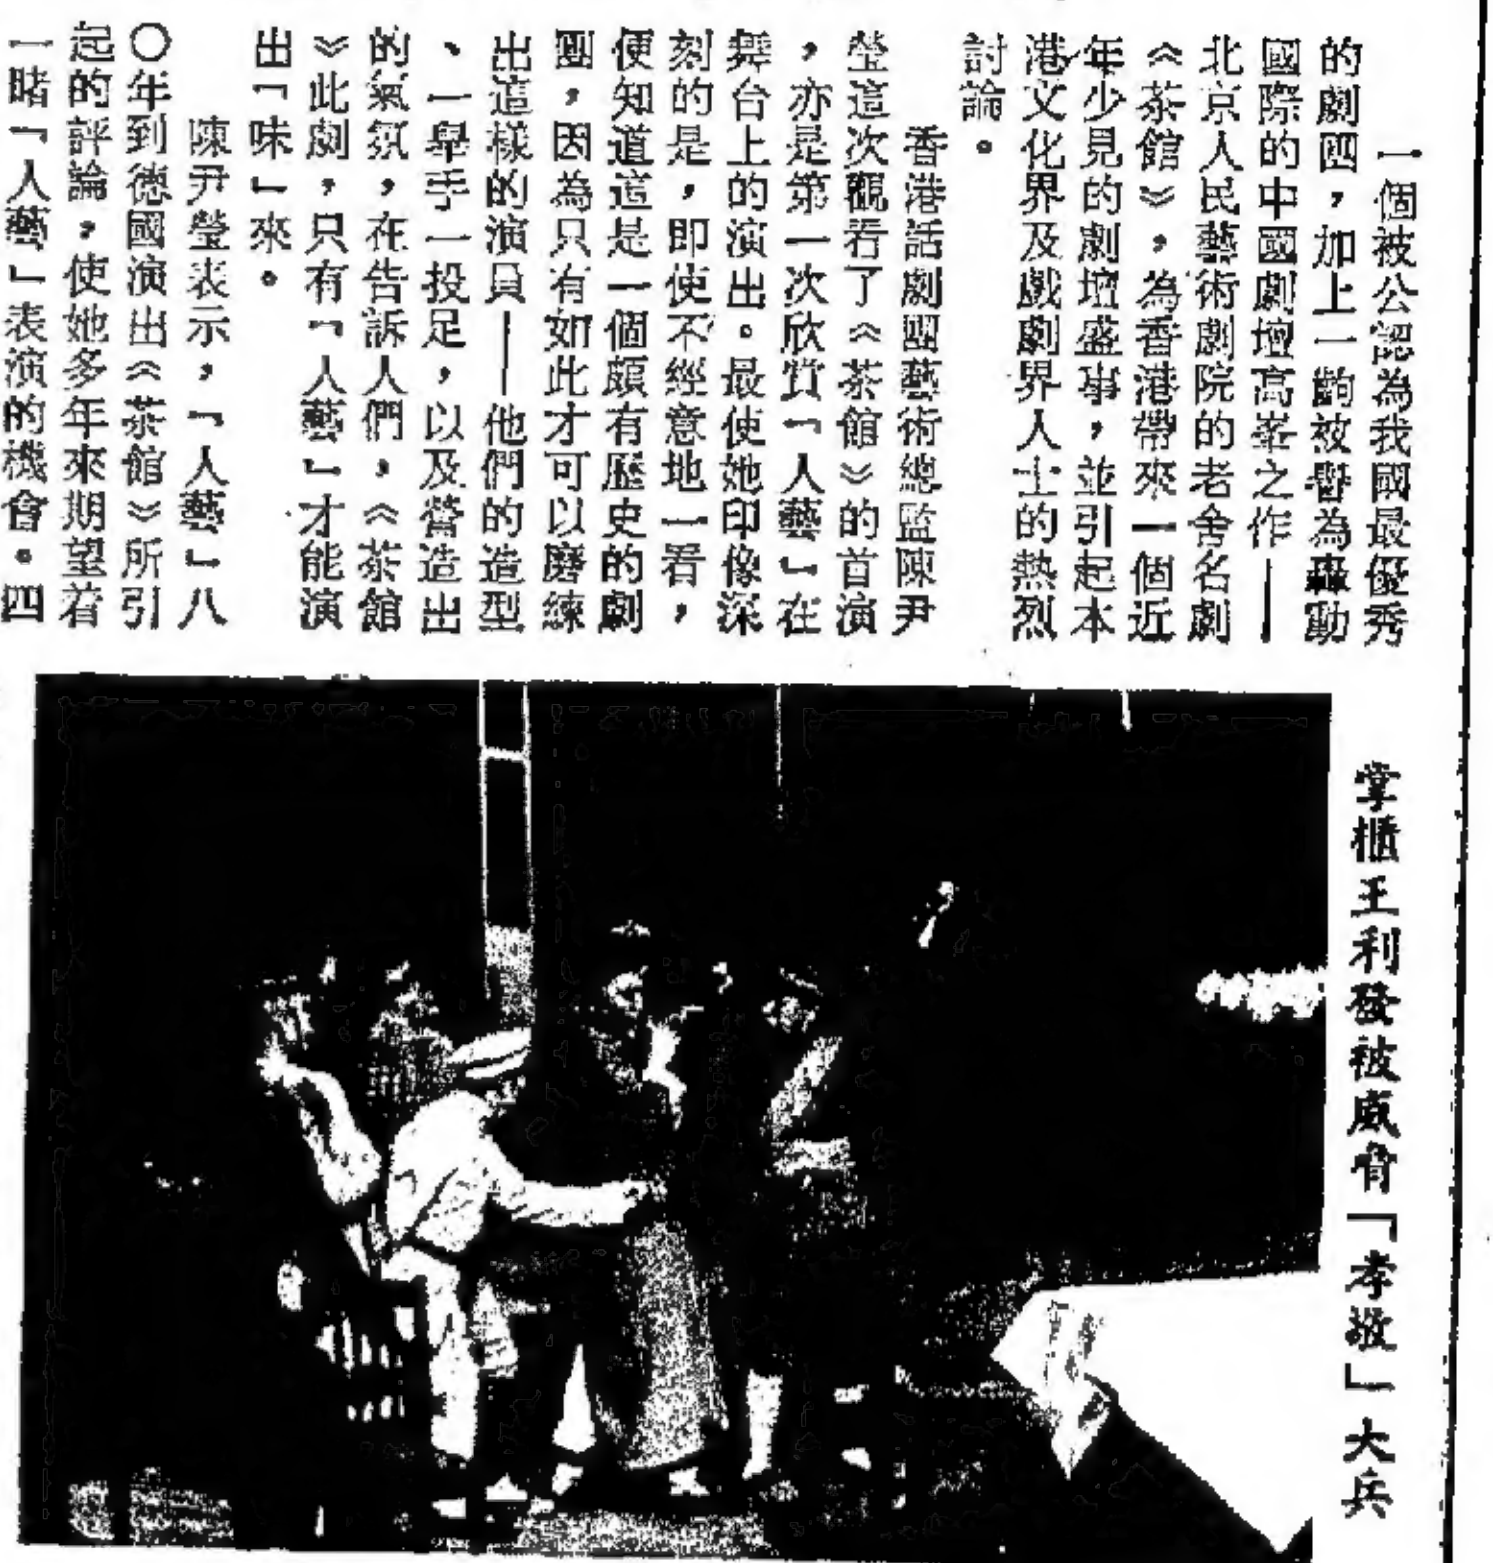 一個被公認為我國最優秀
的劇團，加上一齣被譽為轟動
國際的中國劇壇高峯之作——
北京人民藝術劇院的老舍名劇
《茶館》，為香港帶來一個近
年少見的劇壇盛事，並引起本
港文化界及戲劇界人士的熱烈
討論。
香港話劇團藝術總監陳尹
瑩這次觀看了《茶館》的首演
，亦是第一次欣賞「人藝」在
舞台上的演出。最使她印像深
刻的是，即使不經意地一看，
便知道這是一個頗有歷史的劇
團，因為只有如此才可以磨練
出這樣的演員——他們的造型
、一舉手一投足，以及營造出
的氣氛，在告訴人們，《茶館
》此劇，只有「人藝」才能演
出「味」來。
陳尹瑩表示，「人藝」八
〇年到德國演出《茶館》所引
起的評論，使她多年來期望着
一睹「人藝」表演的機會。四
掌櫃王利發被威脅「孝敬」大兵